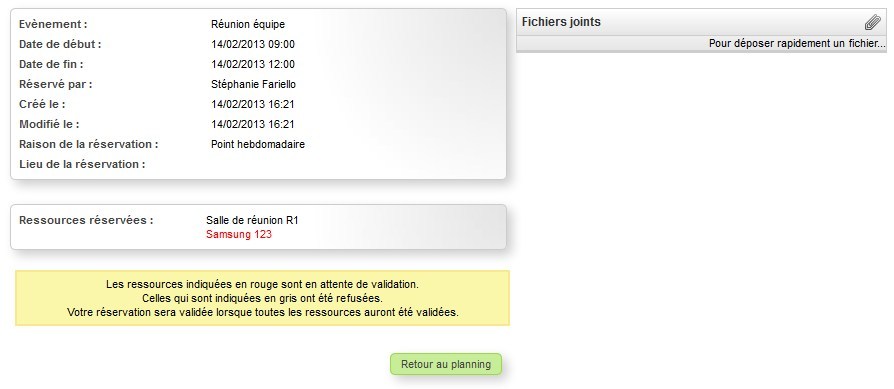 Evènement : Réunion équipe
Date de début : 14/02/2013 09:00
Date de fin : 14/02/2013 12:00
Réservé par : Stéphanie Fariello
Créé le : 14/02/2013 16:21
Modifié le : 14/02/2013 16:21
Raison de la réservation : Point hebdomadaire
Lieu de la réservation :
Ressources réservées : Salle de réunion R1
Samsung 123
Les ressources indiquées en rouge sont en attente de validation.
Celles qui sont indiquées en gris ont été refusées.
Votre réservation sera validée lorsque toutes les ressources auront été validées.
Retour au planning
Fichiers joints
Pour déposer rapidement un fichier...